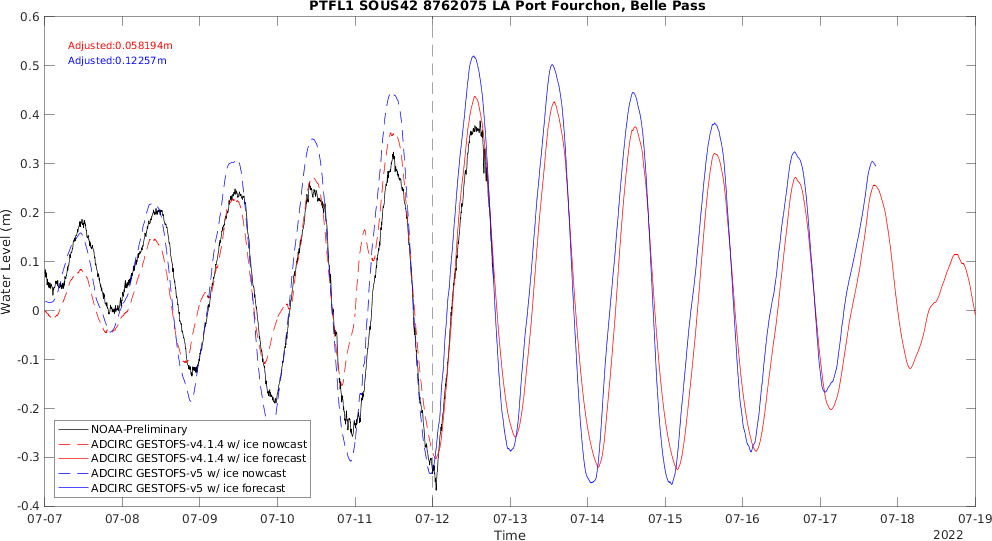 PTFL1 SOUS42 8762075 LA Port Fourchon, Belle Pass
Adjusted:0.058194m
Adjusted:0.12257m
0.6
0.5
0.4
0.3
0.2
0.1
0
-0.1
-0.2
-0.3
-0.4
Water Level (m)
NOAA-Preliminary
ADCIRC GESTOFS-v4.1.4 w/ ice nowcast
ADCIRC GESTOFS-v4.1.4 w/ ice forecast
ADCIRC GESTOFS-v5 w/ ice nowcast
ADCIRC GESTOFS-v5 w/ ice forecast
07-07 07-08 07-09 07-10 07-11 07-12 07-13 07-14 07-15 07-16 07-17 07-18 07-19
Time
2022